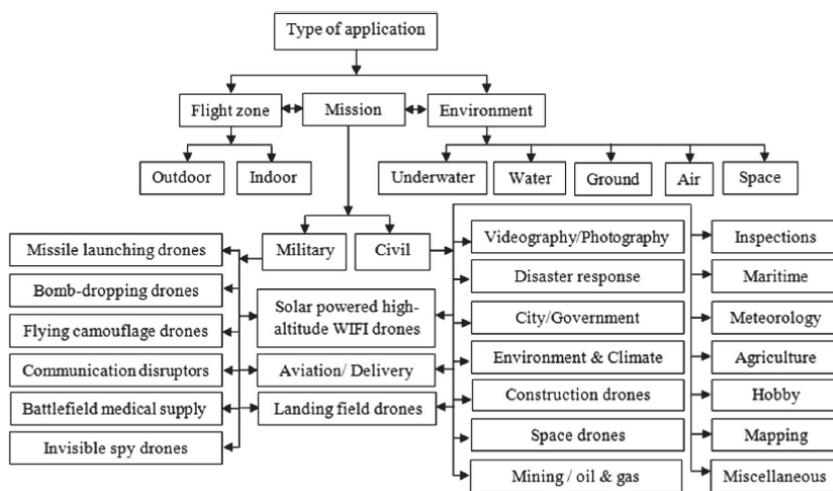 Type of application
Flight zone
Mission
Environment
Outdoor
Indoor
Underwater
Water
Ground
Air
Space
Military
Civil
Missile launching drones
Bomb-dropping drones
Flying camouflage drones
Communication disruptors
Battlefield medical supply
Invisible spy drones
Solar powered high-
altitude WIFI drones
Aviation/ Delivery
Landing field drones
Videography/Photography
Disaster response
City/Government
Environment & Climate
Construction drones
Space drones
Mining / oil & gas
Inspections
Maritime
Meteorology
Agriculture
Hobby
Mapping
Miscellaneous